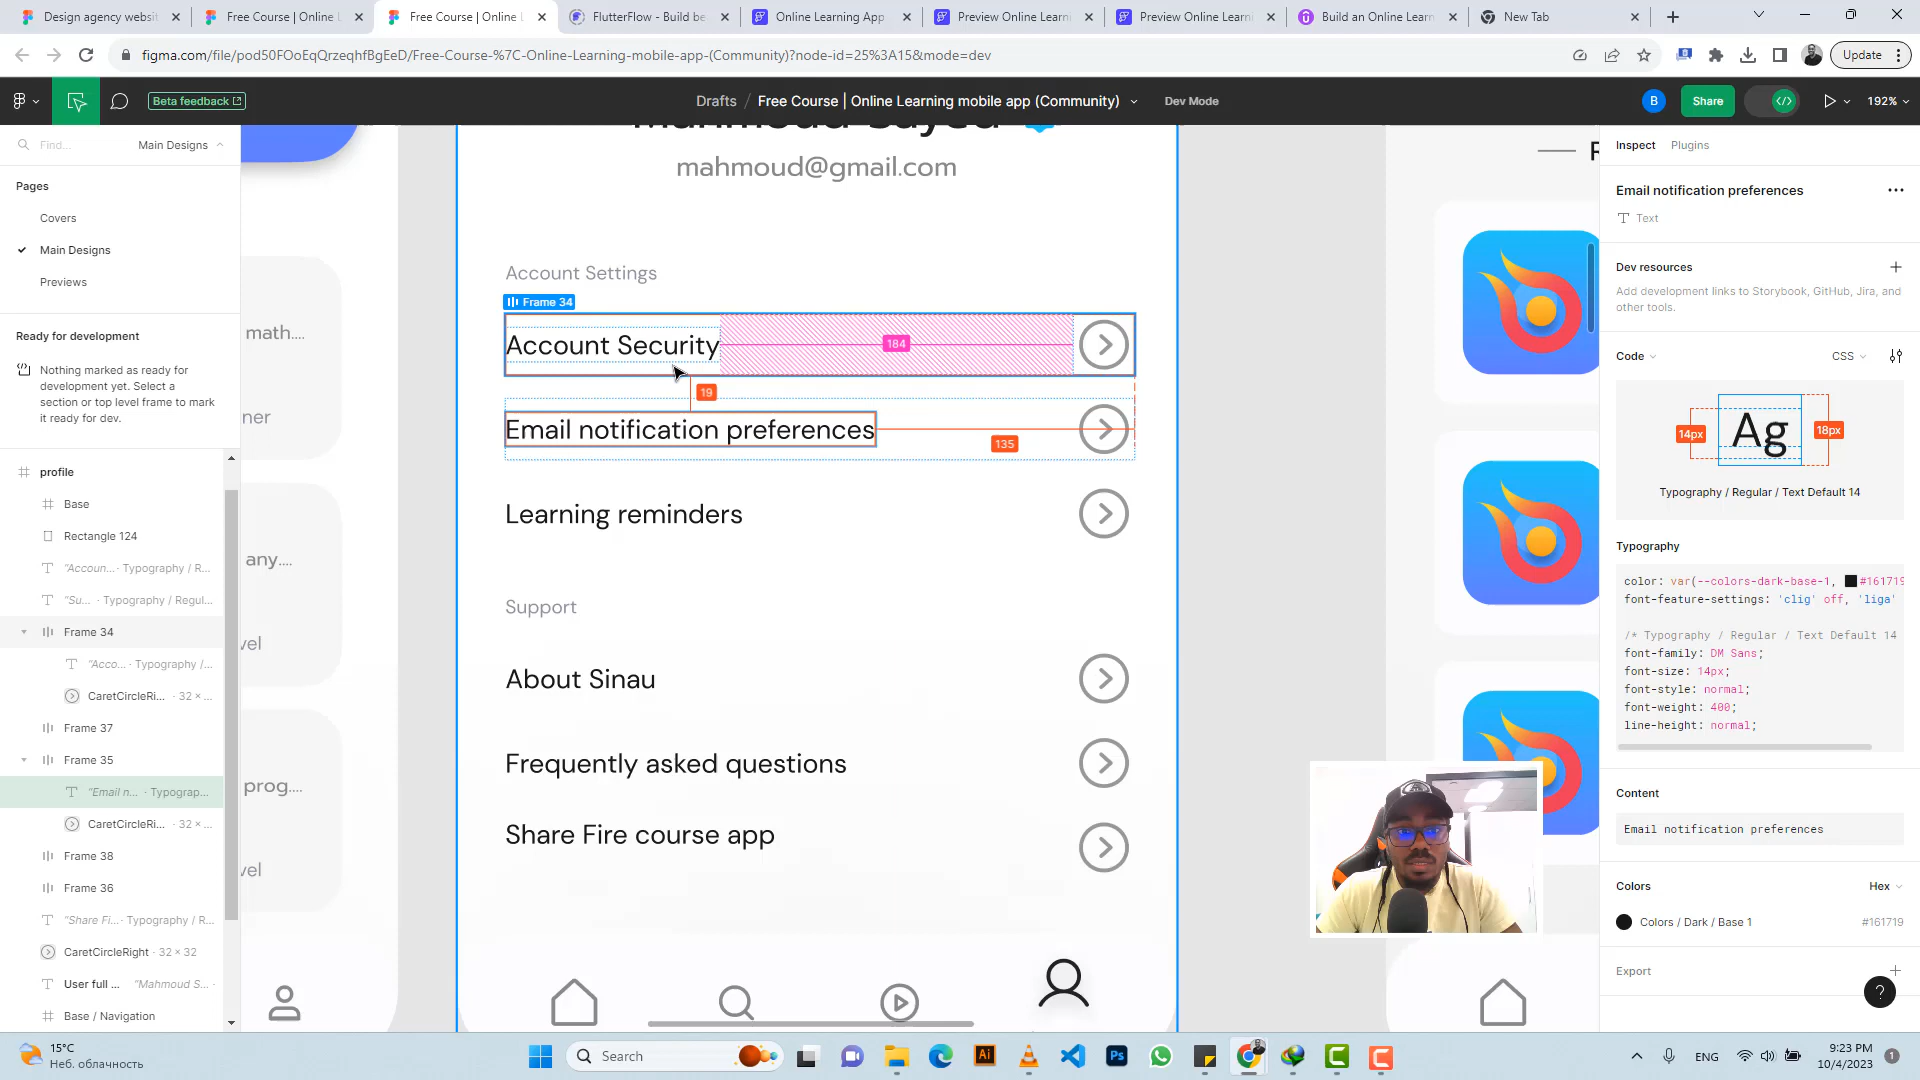 Design agency websi
Free Course | Online L
Free Course | Online L
FlutterFlow - Build be
Online Learning App
Preview Online Learni
Preview Online Learni
Build an Online Learn
New Tab
figma.com/file/pod50FOoEqQrzeqhfBgEeD/Free-Course-%7C-Online-Learning-mobile-app-(Community)?node-id=25%3A15&mode=dev
Update
Beta feedback
Drafts / Free Course | Online Learning mobile app (Community)
Dev Mode
B
Share
192%
Find...
Main Designs
Pages
Covers
Main Designs
Previews
Ready for development
Nothing marked as ready for
development yet. Select a
section or top level frame to mark
it ready for dev.
profile
Base
Rectangle 124
"Accoun... · Typography / R...
"Su... · Typography / Regul...
Frame 34
"Acco... · Typography /...
CaretCircleRi... · 32 × ...
Frame 37
Frame 35
"Email n... · Typograp...
CaretCircleRi... · 32 × ...
Frame 38
Frame 36
"Share Fi... · Typography / R...
CaretCircleRight · 32 × 32
User full ... "Mahmoud S... ·
Base / Navigation
math....
ner
any....
vel
prog....
vel
Mahmoud Sayed
mahmoud@gmail.com
Account Settings
Frame 34
Account Security
184
19
Email notification preferences
135
Learning reminders
Support
About Sinau
Frequently asked questions
Share Fire course app
Inspect
Plugins
Email notification preferences
Text
Dev resources
Add development links to Storybook, GitHub, Jira, and
other tools.
Code
CSS
14px
Ag
18px
Typography / Regular / Text Default 14
Typography
color: var(--colors-dark-base-1, #161719
font-feature-settings: 'clig' off, 'liga'
/* Typography / Regular / Text Default 14
font-family: DM Sans;
font-size: 14px;
font-style: normal;
font-weight: 400;
line-height: normal;
Content
Email notification preferences
Colors
Hex
Colors / Dark / Base 1
#161719
Export
?
15°C
Неб. облачность
Search
Ai
Ps
ENG
9:23 PM
10/4/2023
1